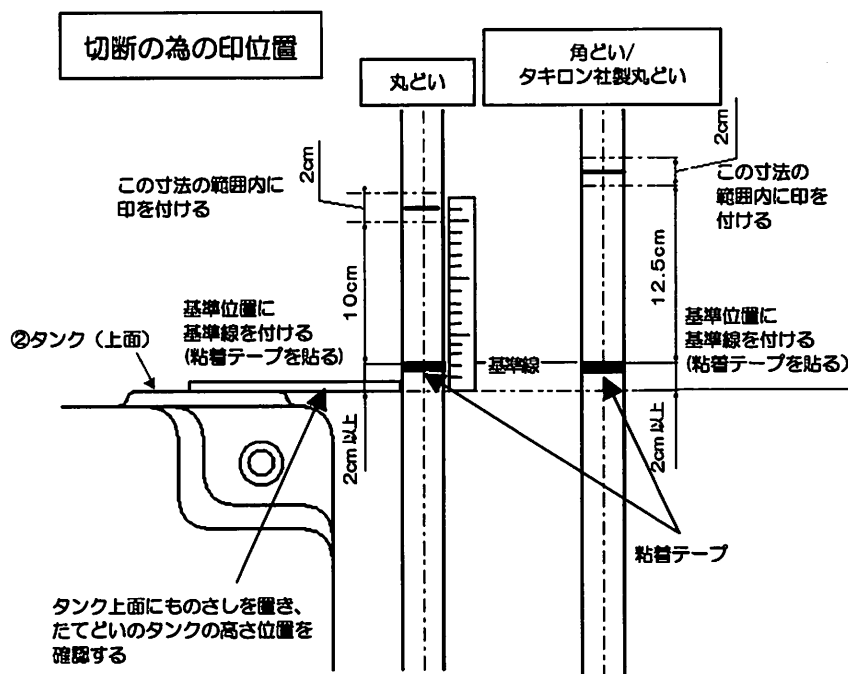 切断の為の印位置
丸どい
角どい/
タキロン社製丸どい
2cm
2cm
この寸法の範囲内に
印を付ける
この寸法の
範囲内に印を
付ける
10cm
12.5cm
基準位置に
基準線を付ける
(粘着テープを貼る)
②タンク(上面)
基準線
基準位置に
基準線を付ける
(粘着テープを貼る)
2cm以上
2cm以上
粘着テープ
タンク上面にものさしを置き、
たてどいのタンクの高さ位置を
確認する